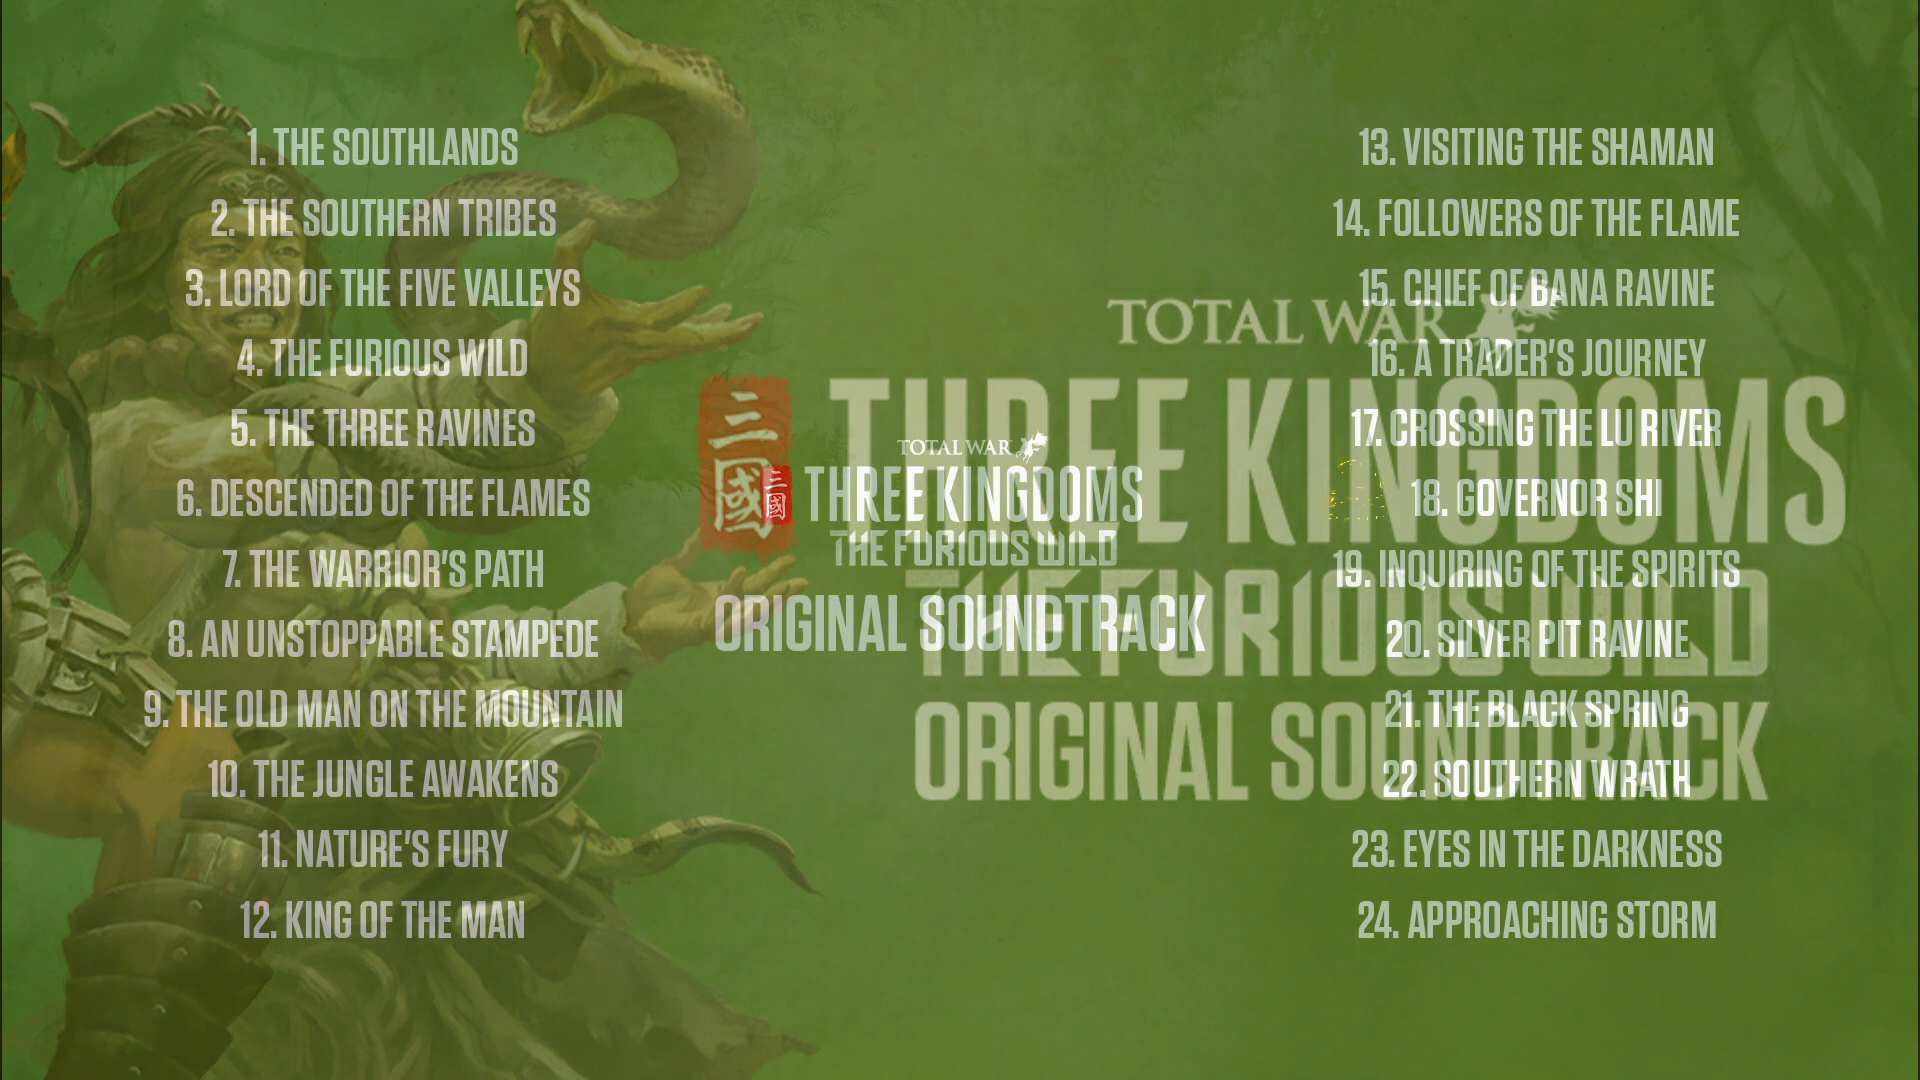 1. THE SOUTHLANDS
2. THE SOUTHERN TRIBES
3. LORD OF THE FIVE VALLEYS
4. THE FURIOUS WILD
5. THE THREE RAVINES
6. DESCENDED OF THE FLAMES
7. THE WARRIOR'S PATH
8. AN UNSTOPPABLE STAMPEDE
9. THE OLD MAN ON THE MOUNTAIN
10. THE JUNGLE AWAKENS
11. NATURE'S FURY
12. KING OF THE MAN
三國
TOTAL WAR
三國 THREE KINGDOMS
THE FURIOUS WILD
ORIGINAL SOUNDTRACK
TOTAL WAR
THREE KINGDOMS
THE FURIOUS WILD
ORIGINAL SOUNDTRACK
13. VISITING THE SHAMAN
14. FOLLOWERS OF THE FLAME
15. CHIEF OF BANA RAVINE
16. A TRADER'S JOURNEY
17. CROSSING THE LU RIVER
18. GOVERNOR SHI
19. INQUIRING OF THE SPIRITS
20. SILVER PIT RAVINE
21. THE BLACK SPRING
22. SOUTHERN WRATH
23. EYES IN THE DARKNESS
24. APPROACHING STORM